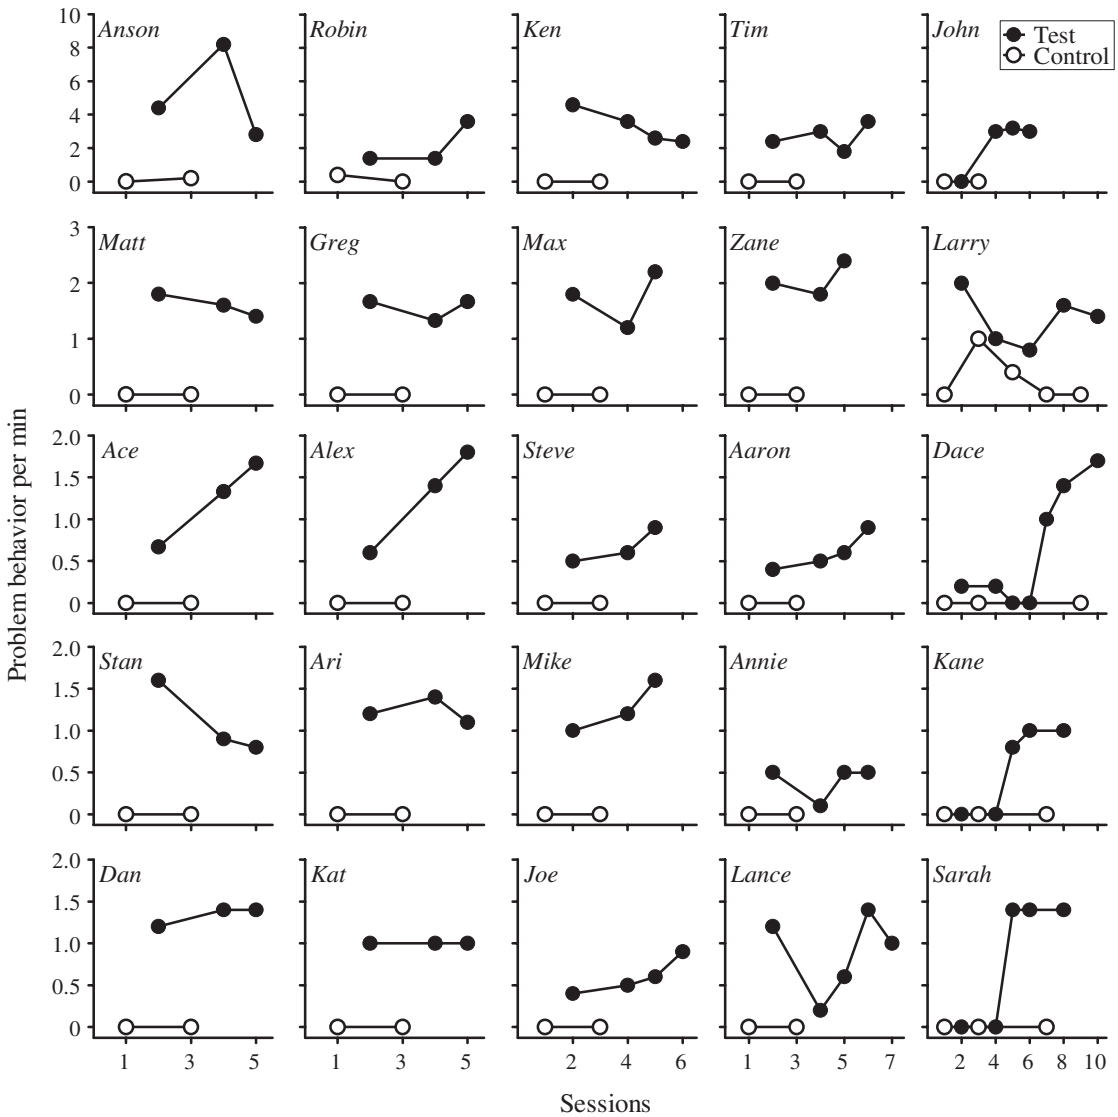 10 Anson Robin Ken Tim John Test
8 Control
6
4
2
0
3 Matt Greg Max Zane Larry
2
1
0
2.0 Ace Alex Steve Aaron Dace
1.5
1.0
0.5
0
2.0 Stan Ari Mike Annie Kane
1.5
1.0
0.5
0
2.0 Dan Kat Joe Lance Sarah
1.5
1.0
0.5
0
1 3 5 1 3 5 2 4 6 1 3 5 7 2 4 6 8 10
Sessions
Problem behavior per min